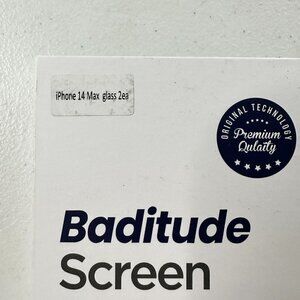 iPhone 14 Max glass 2ea
ORIGINAL TECHNOLOGY
Premium
Qulaity
Baditude
Screen